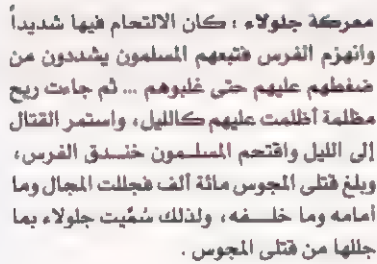 معركة جلولاء : كان الالتحام فيها شديداً
وانهزم الفرس فتبعهم المسلمون يشددون من
ضغطهم عليهم حتى غلبوهم ... ثم جاءت ريح
مظلمة أظلمت عليهم كالليل، واستمر القتال
إلى الليل واقتحم المسلمون خندق الفرس،
وبلغ قتلى المجوس مائة ألف فجللت المجال وما
أمامه وما خلفه، ولذلك سُمِّيت جلولاء بما
جللها من قتلى المجوس .